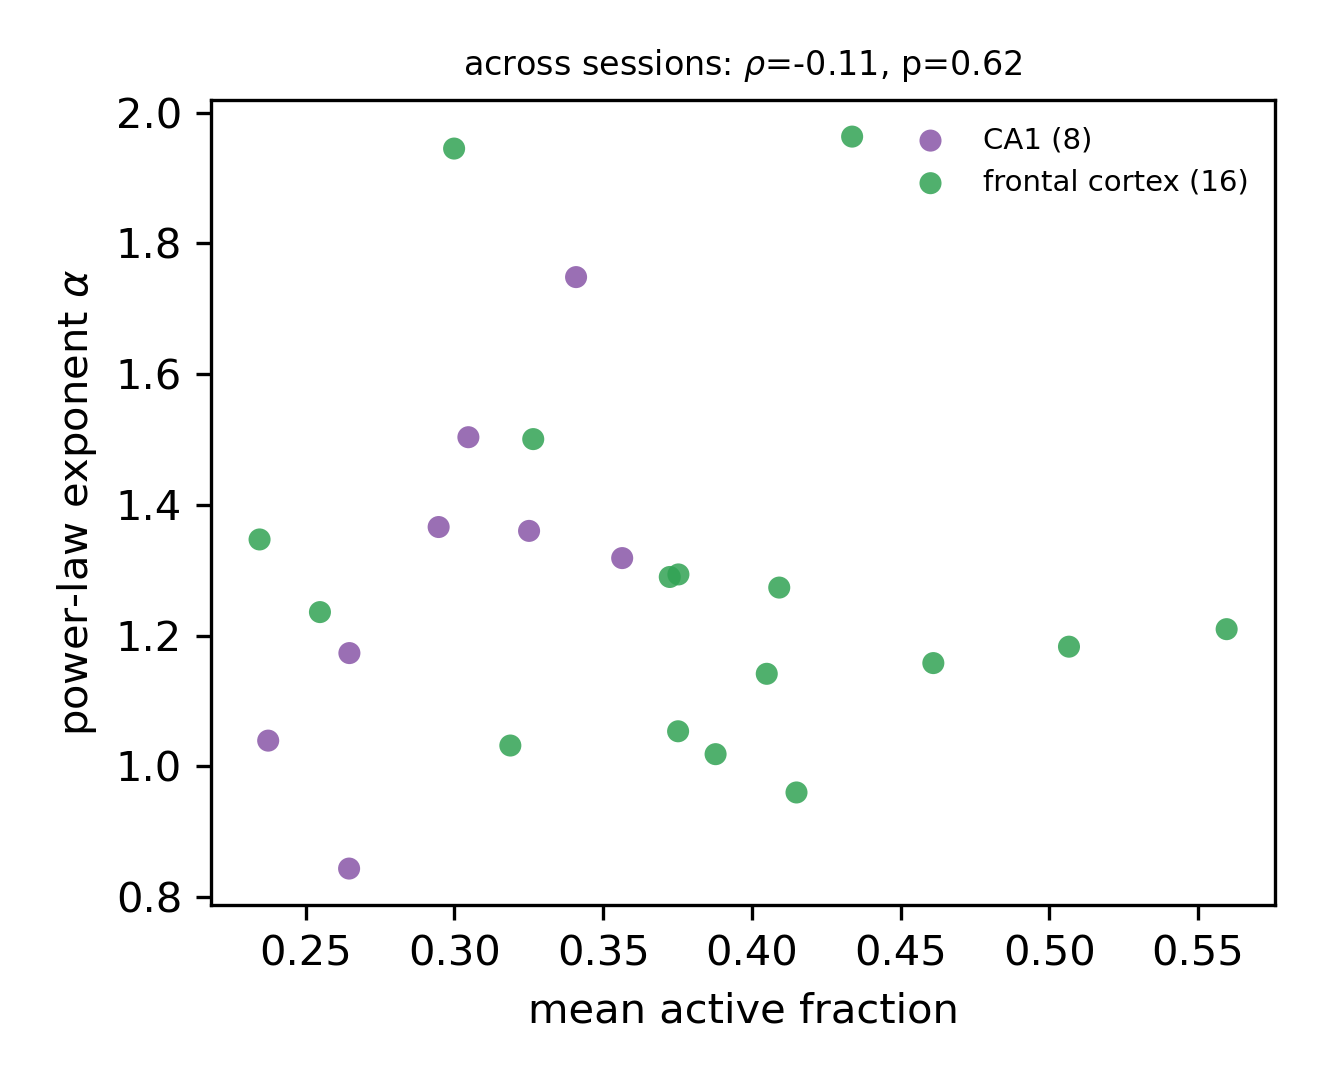 across sessions: ρ=-0.11, p=0.62
CA1 (8)
frontal cortex (16)
power-law exponent α
2.0
1.8
1.6
1.4
1.2
1.0
0.8
0.25 0.30 0.35 0.40 0.45 0.50 0.55
mean active fraction